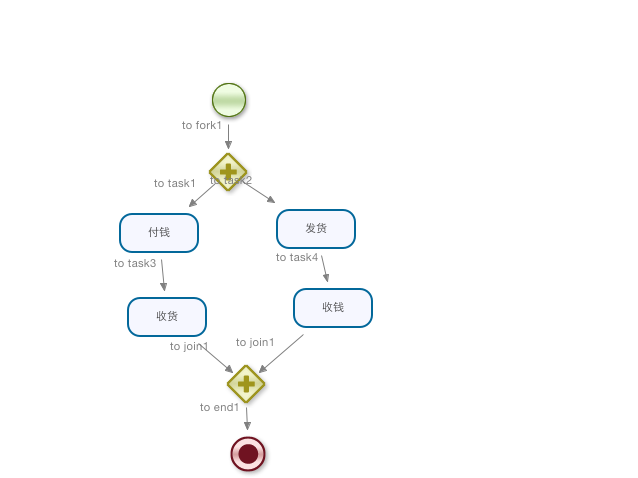 to fork1
to task1
to task2
付钱
发货
to task3
to task4
收货
收钱
to join1
to join1
to end1